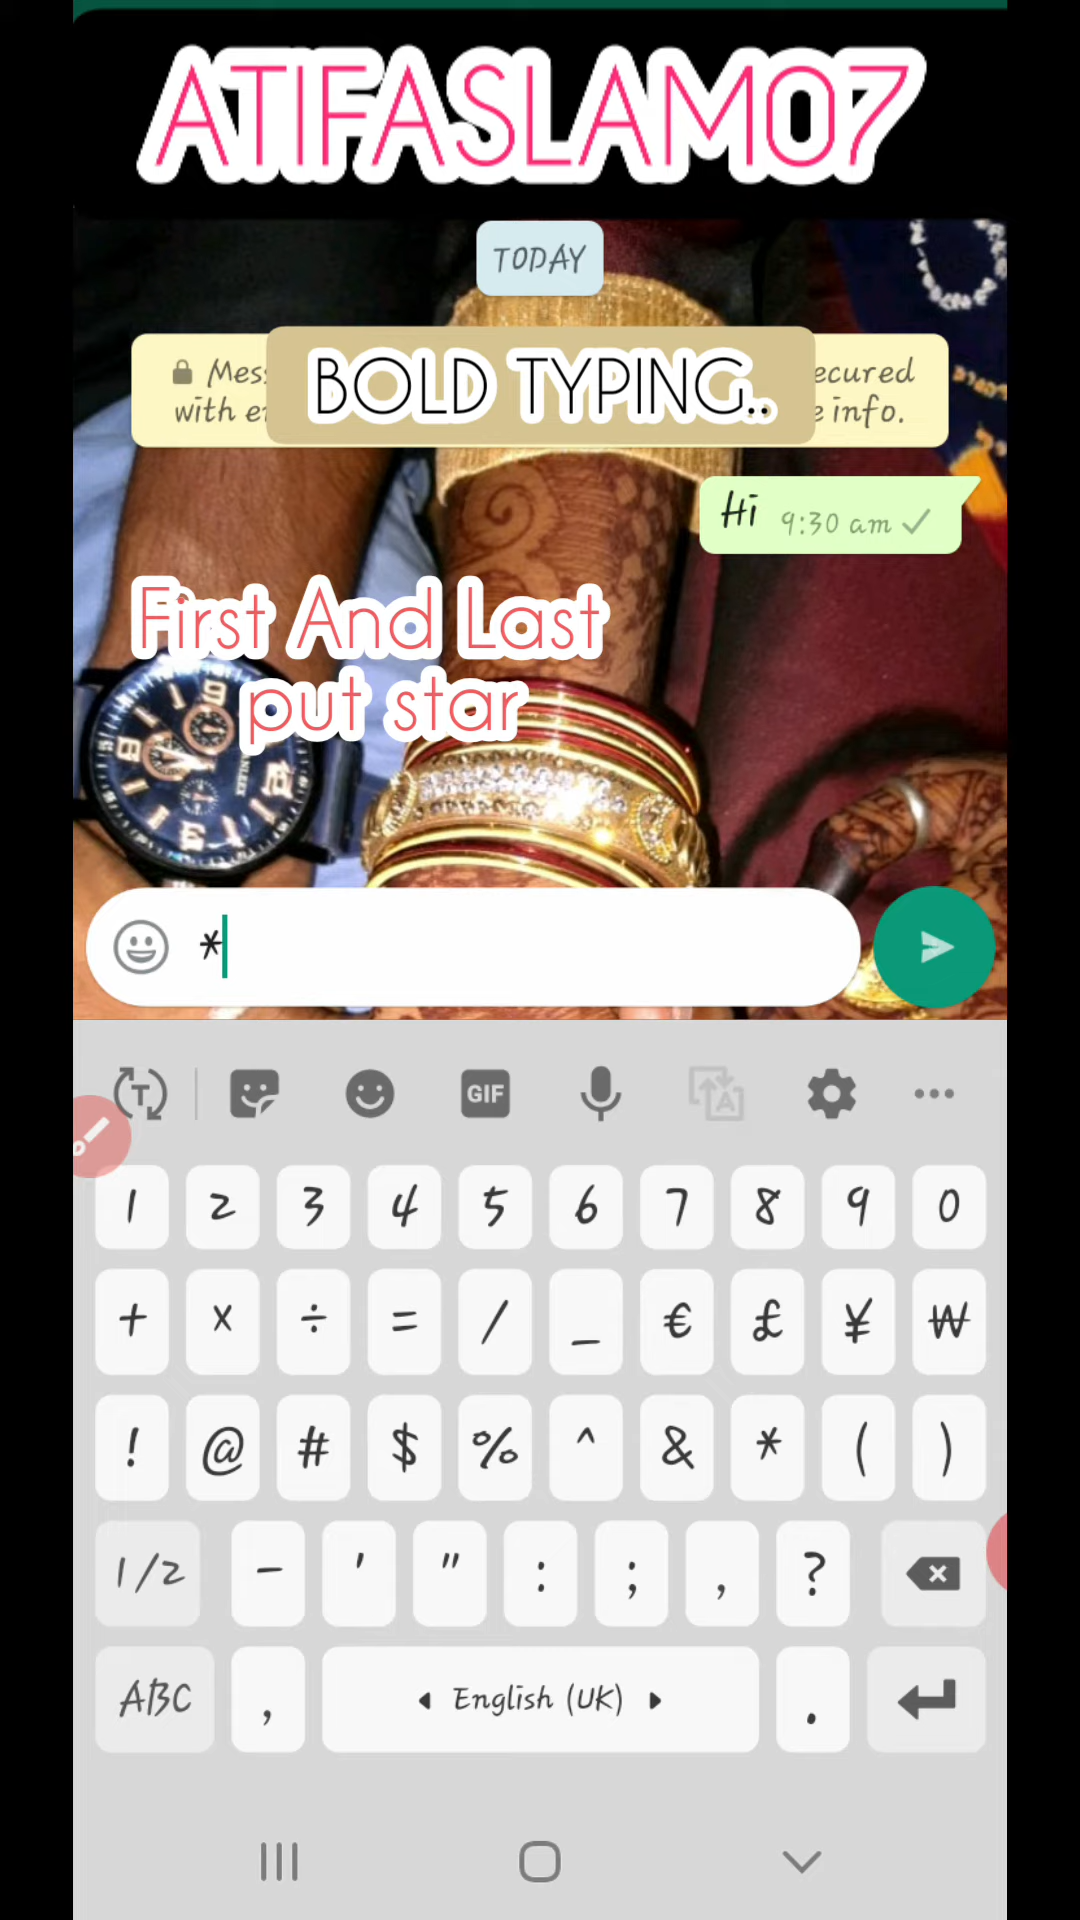 ATIFASLAM07
TODAY
BOLD TYPING..
ecured
with
info.
Hi 9:30 am
First And Last
put star
*
T
GIF
A
1 2 3 4 5 6 7 8 9 0
+ × ÷ = / _ € £ ¥ ₩
! @ # $ % ^ & * ( )
1/2 - ' " : ; , ?
ABC , English (UK) .